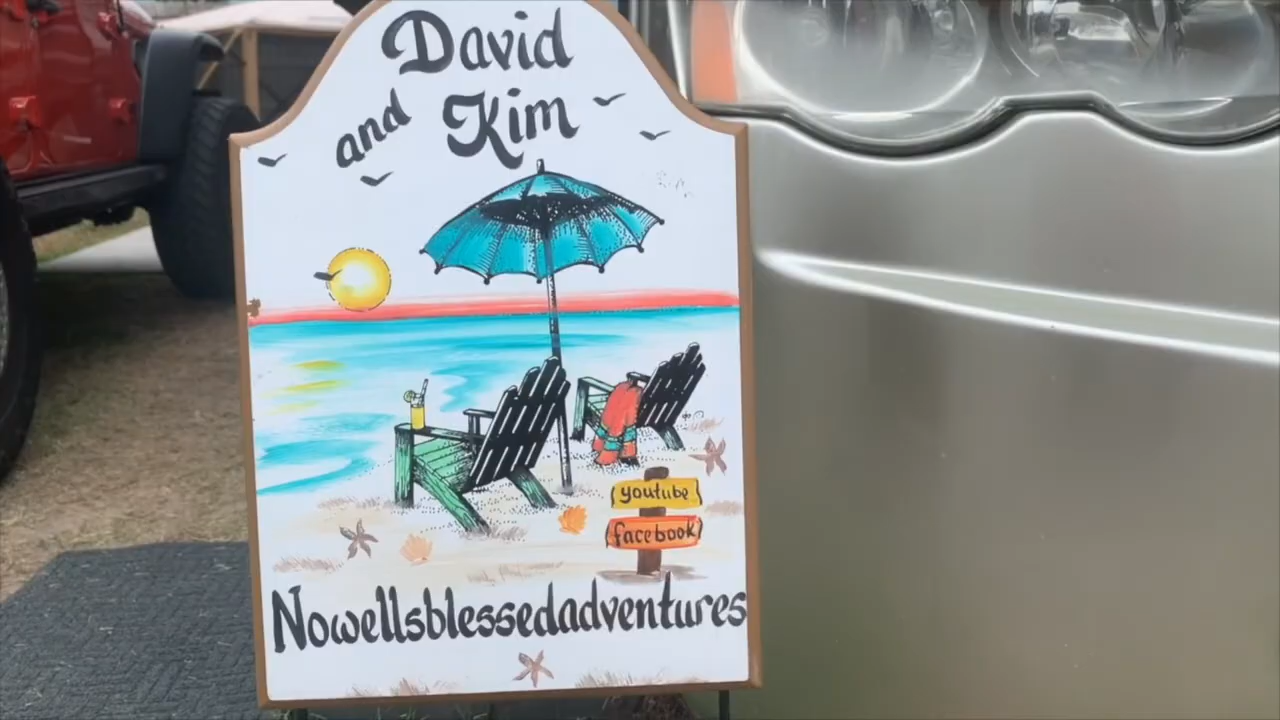 David
and Kim
youtube
facebook
Nowellsblessedadventures